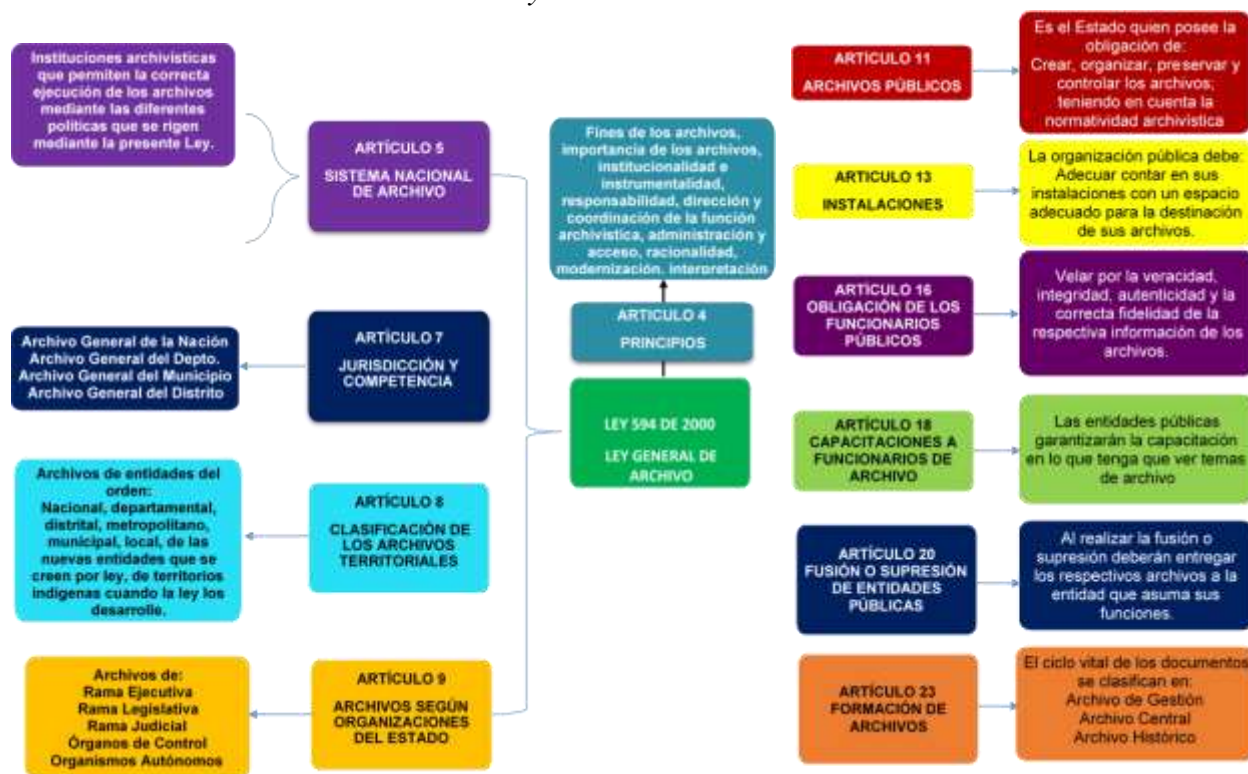 Instituciones archivísticas
que permiten la correcta
ejecución de los archivos
mediante las diferentes
políticas que se rigen
mediante la presente Ley.
ARTÍCULO 5
SISTEMA NACIONAL
DE ARCHIVO
Archivo General de la Nación
Archivo General del Depto.
Archivo General del Municipio
Archivo General del Distrito
ARTÍCULO 7
JURISDICCIÓN Y
COMPETENCIA
Archivos de entidades del
orden:
Nacional, departamental,
distrital, metropolitano,
municipal, local, de las
nuevas entidades que se
creen por ley, de territorios
indígenas cuando la ley los
desarrolle.
ARTÍCULO 8
CLASIFICACIÓN DE
LOS ARCHIVOS
TERRITORIALES
Archivos de:
Rama Ejecutiva
Rama Legislativa
Rama Judicial
Órganos de Control
Organismos Autónomos
ARTÍCULO 9
ARCHIVOS SEGÚN
ORGANIZACIONES
DEL ESTADO
Fines de los archivos,
importancia de los archivos,
institucionalidad e
instrumentalidad,
responsabilidad, dirección y
coordinación de la función
archivística, administración y
acceso, racionalidad,
modernización, interpretación
ARTICULO 4
PRINCIPIOS
LEY 594 DE 2000
LEY GENERAL DE
ARCHIVO
ARTÍCULO 11
ARCHIVOS PÚBLICOS
Es el Estado quien posee la
obligación de:
Crear, organizar, preservar y
controlar los archivos;
teniendo en cuenta la
normatividad archivística
ARTICULO 13
INSTALACIONES
La organización pública debe:
Adecuar contar en sus
instalaciones con un espacio
adecuado para la destinación
de sus archivos.
ARTÍCULO 16
OBLIGACIÓN DE LOS
FUNCIONARIOS
PÚBLICOS
Velar por la veracidad,
integridad, autenticidad y la
correcta fidelidad de la
respectiva información de los
archivos.
ARTÍCULO 18
CAPACITACIONES A
FUNCIONARIOS DE
ARCHIVO
Las entidades públicas
garantizarán la capacitación
en lo que tenga que ver temas
de archivo
ARTÍCULO 20
FUSIÓN O SUPRESIÓN
DE ENTIDADES
PÚBLICAS
Al realizar la fusión o
supresión deberán entregar
los respectivos archivos a la
entidad que asuma sus
funciones.
ARTÍCULO 23
FORMACIÓN DE
ARCHIVOS
El ciclo vital de los documentos
se clasifican en:
Archivo de Gestión
Archivo Central
Archivo Histórico